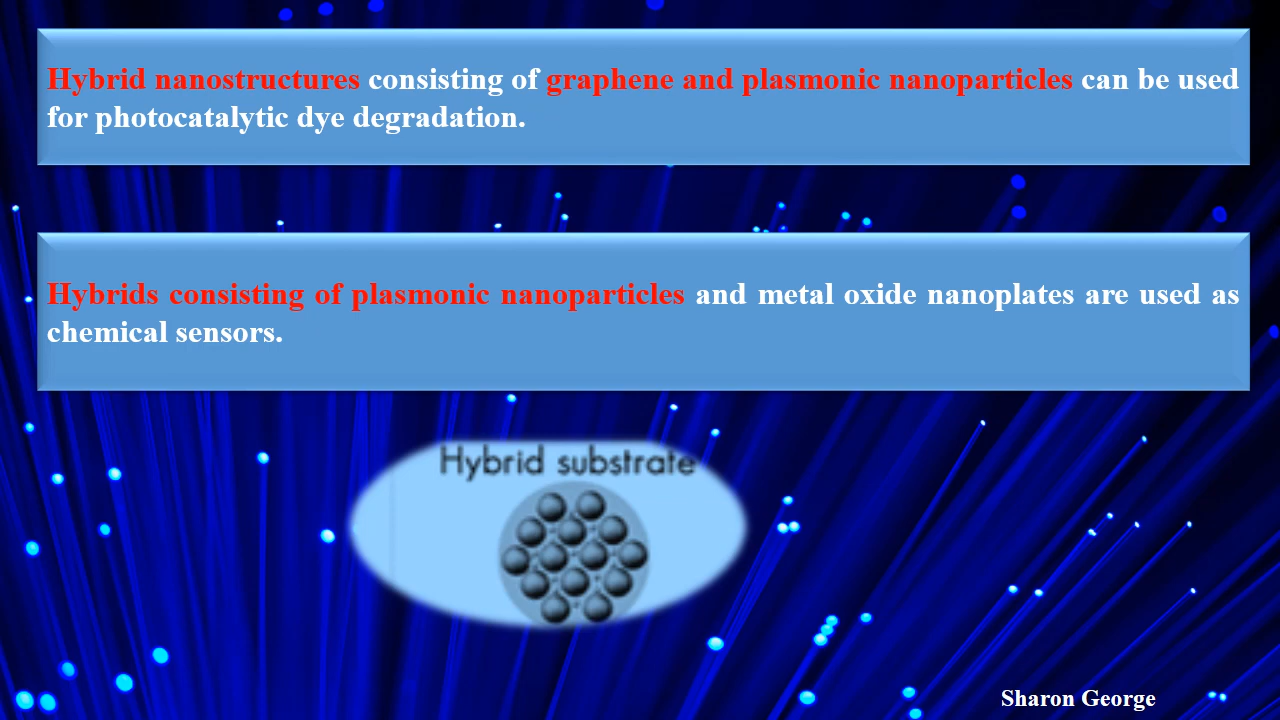 Hybrid nanostructures consisting of graphene and plasmonic nanoparticles can be used
for photocatalytic dye degradation.
Hybrids consisting of plasmonic nanoparticles and metal oxide nanoplates are used as
chemical sensors.
Hybrid substrate
Sharon George